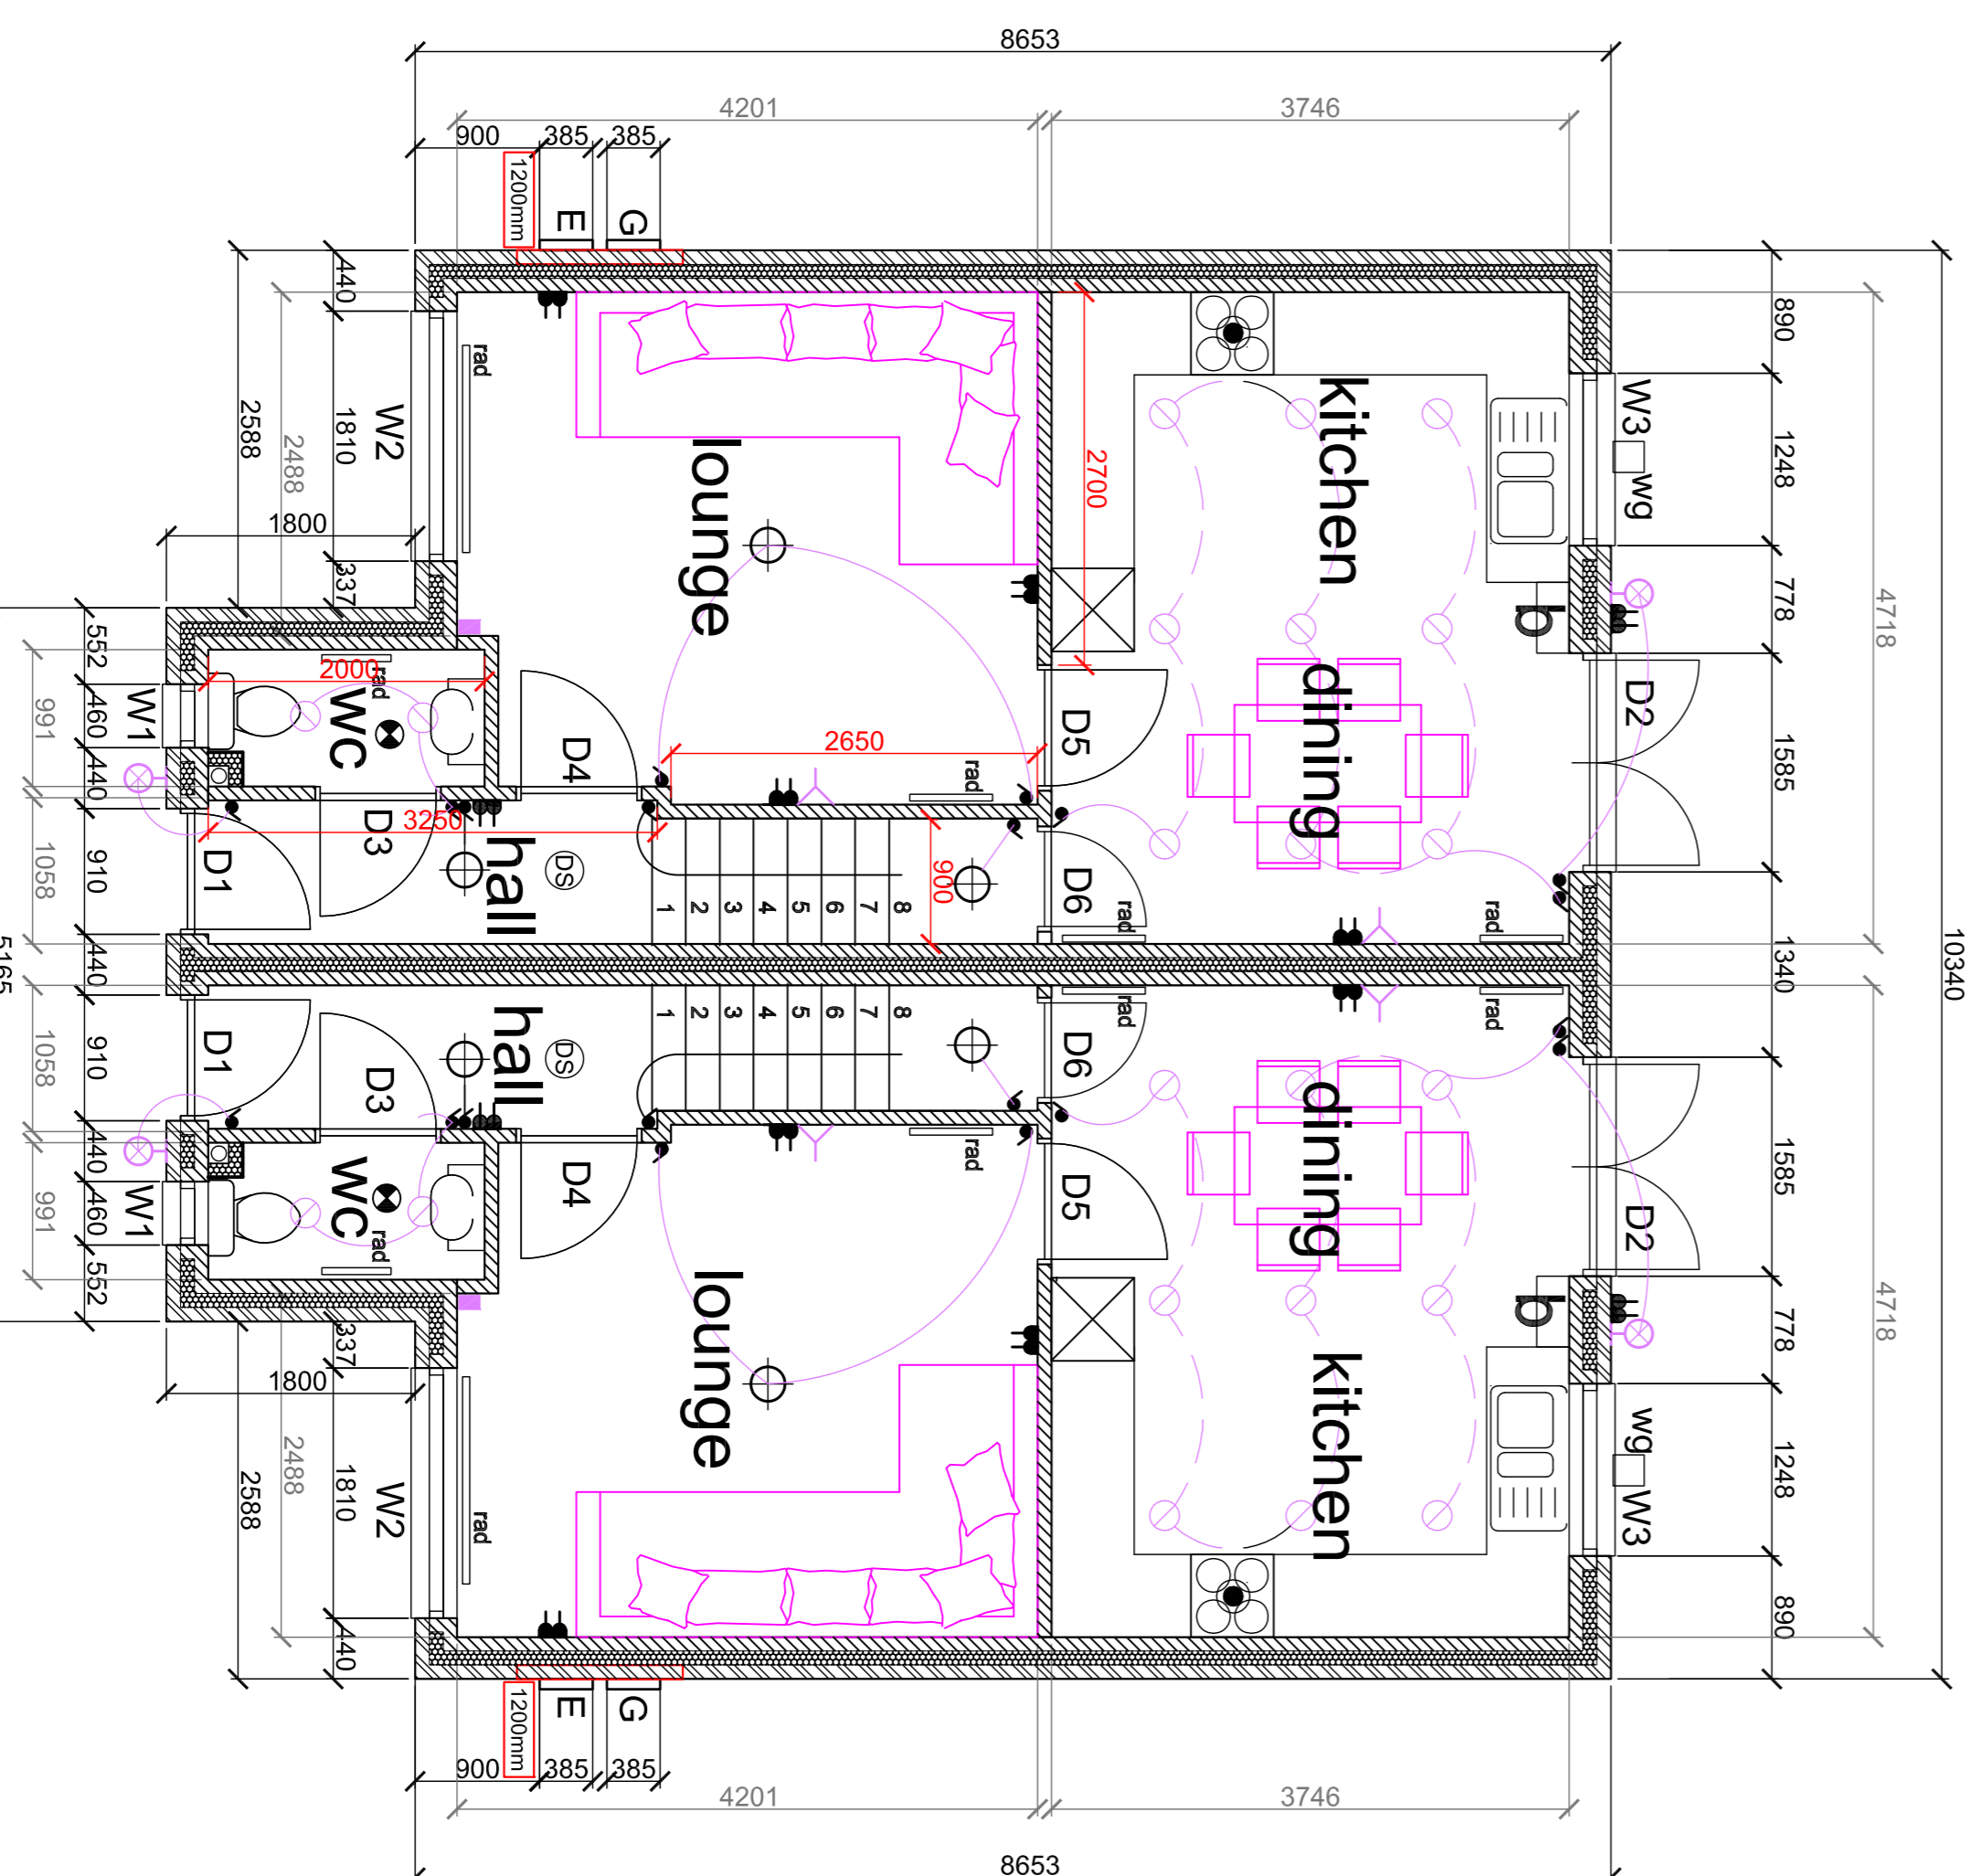 8653
4201
3746
900
385
385
1200mm
E
G
440
1810
337
2588
2488
1800
W2
rad
lounge
2700
kitchen
W3
wg
890
1248
778
1585
1340
1585
778
1248
890
4718
4718
10340
d
dining
D2
D5
D6
rad
rad
2650
rad
900
552
460
440
910
440
910
440
460
552
991
1058
1058
991
5165
W1
2000
rad
WC
D4
D3
3250
D1
hall
DS
1
2
3
4
5
6
7
8
D1
hall
DS
1
2
3
4
5
6
7
8
D3
D4
WC
rad
W1
rad
D6
rad
rad
D5
dining
D2
d
kitchen
wg
W3
lounge
W2
rad
1800
337
1810
440
2588
2488
1200mm
E
G
900
385
385
4201
3746
8653